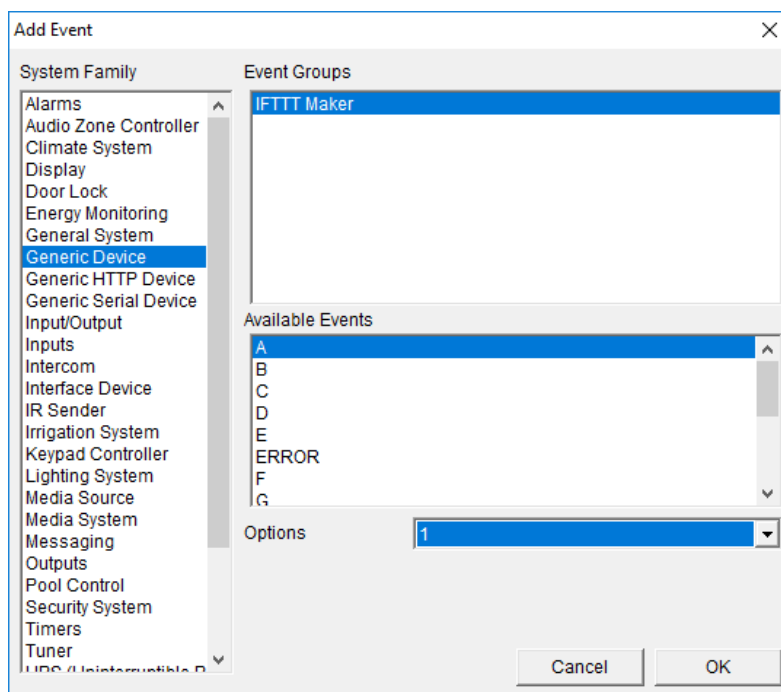 Add Event
System Family
Alarms
Audio Zone Controller
Climate System
Display
Door Lock
Energy Monitoring
General System
Generic Device
Generic HTTP Device
Generic Serial Device
Input/Output
Inputs
Intercom
Interface Device
IR Sender
Irrigation System
Keypad Controller
Lighting System
Media Source
Media System
Messaging
Outputs
Pool Control
Security System
Timers
Tuner
Event Groups
IFTTT Maker
Available Events
A
B
C
D
E
ERROR
F
G
Options
1
Cancel
OK